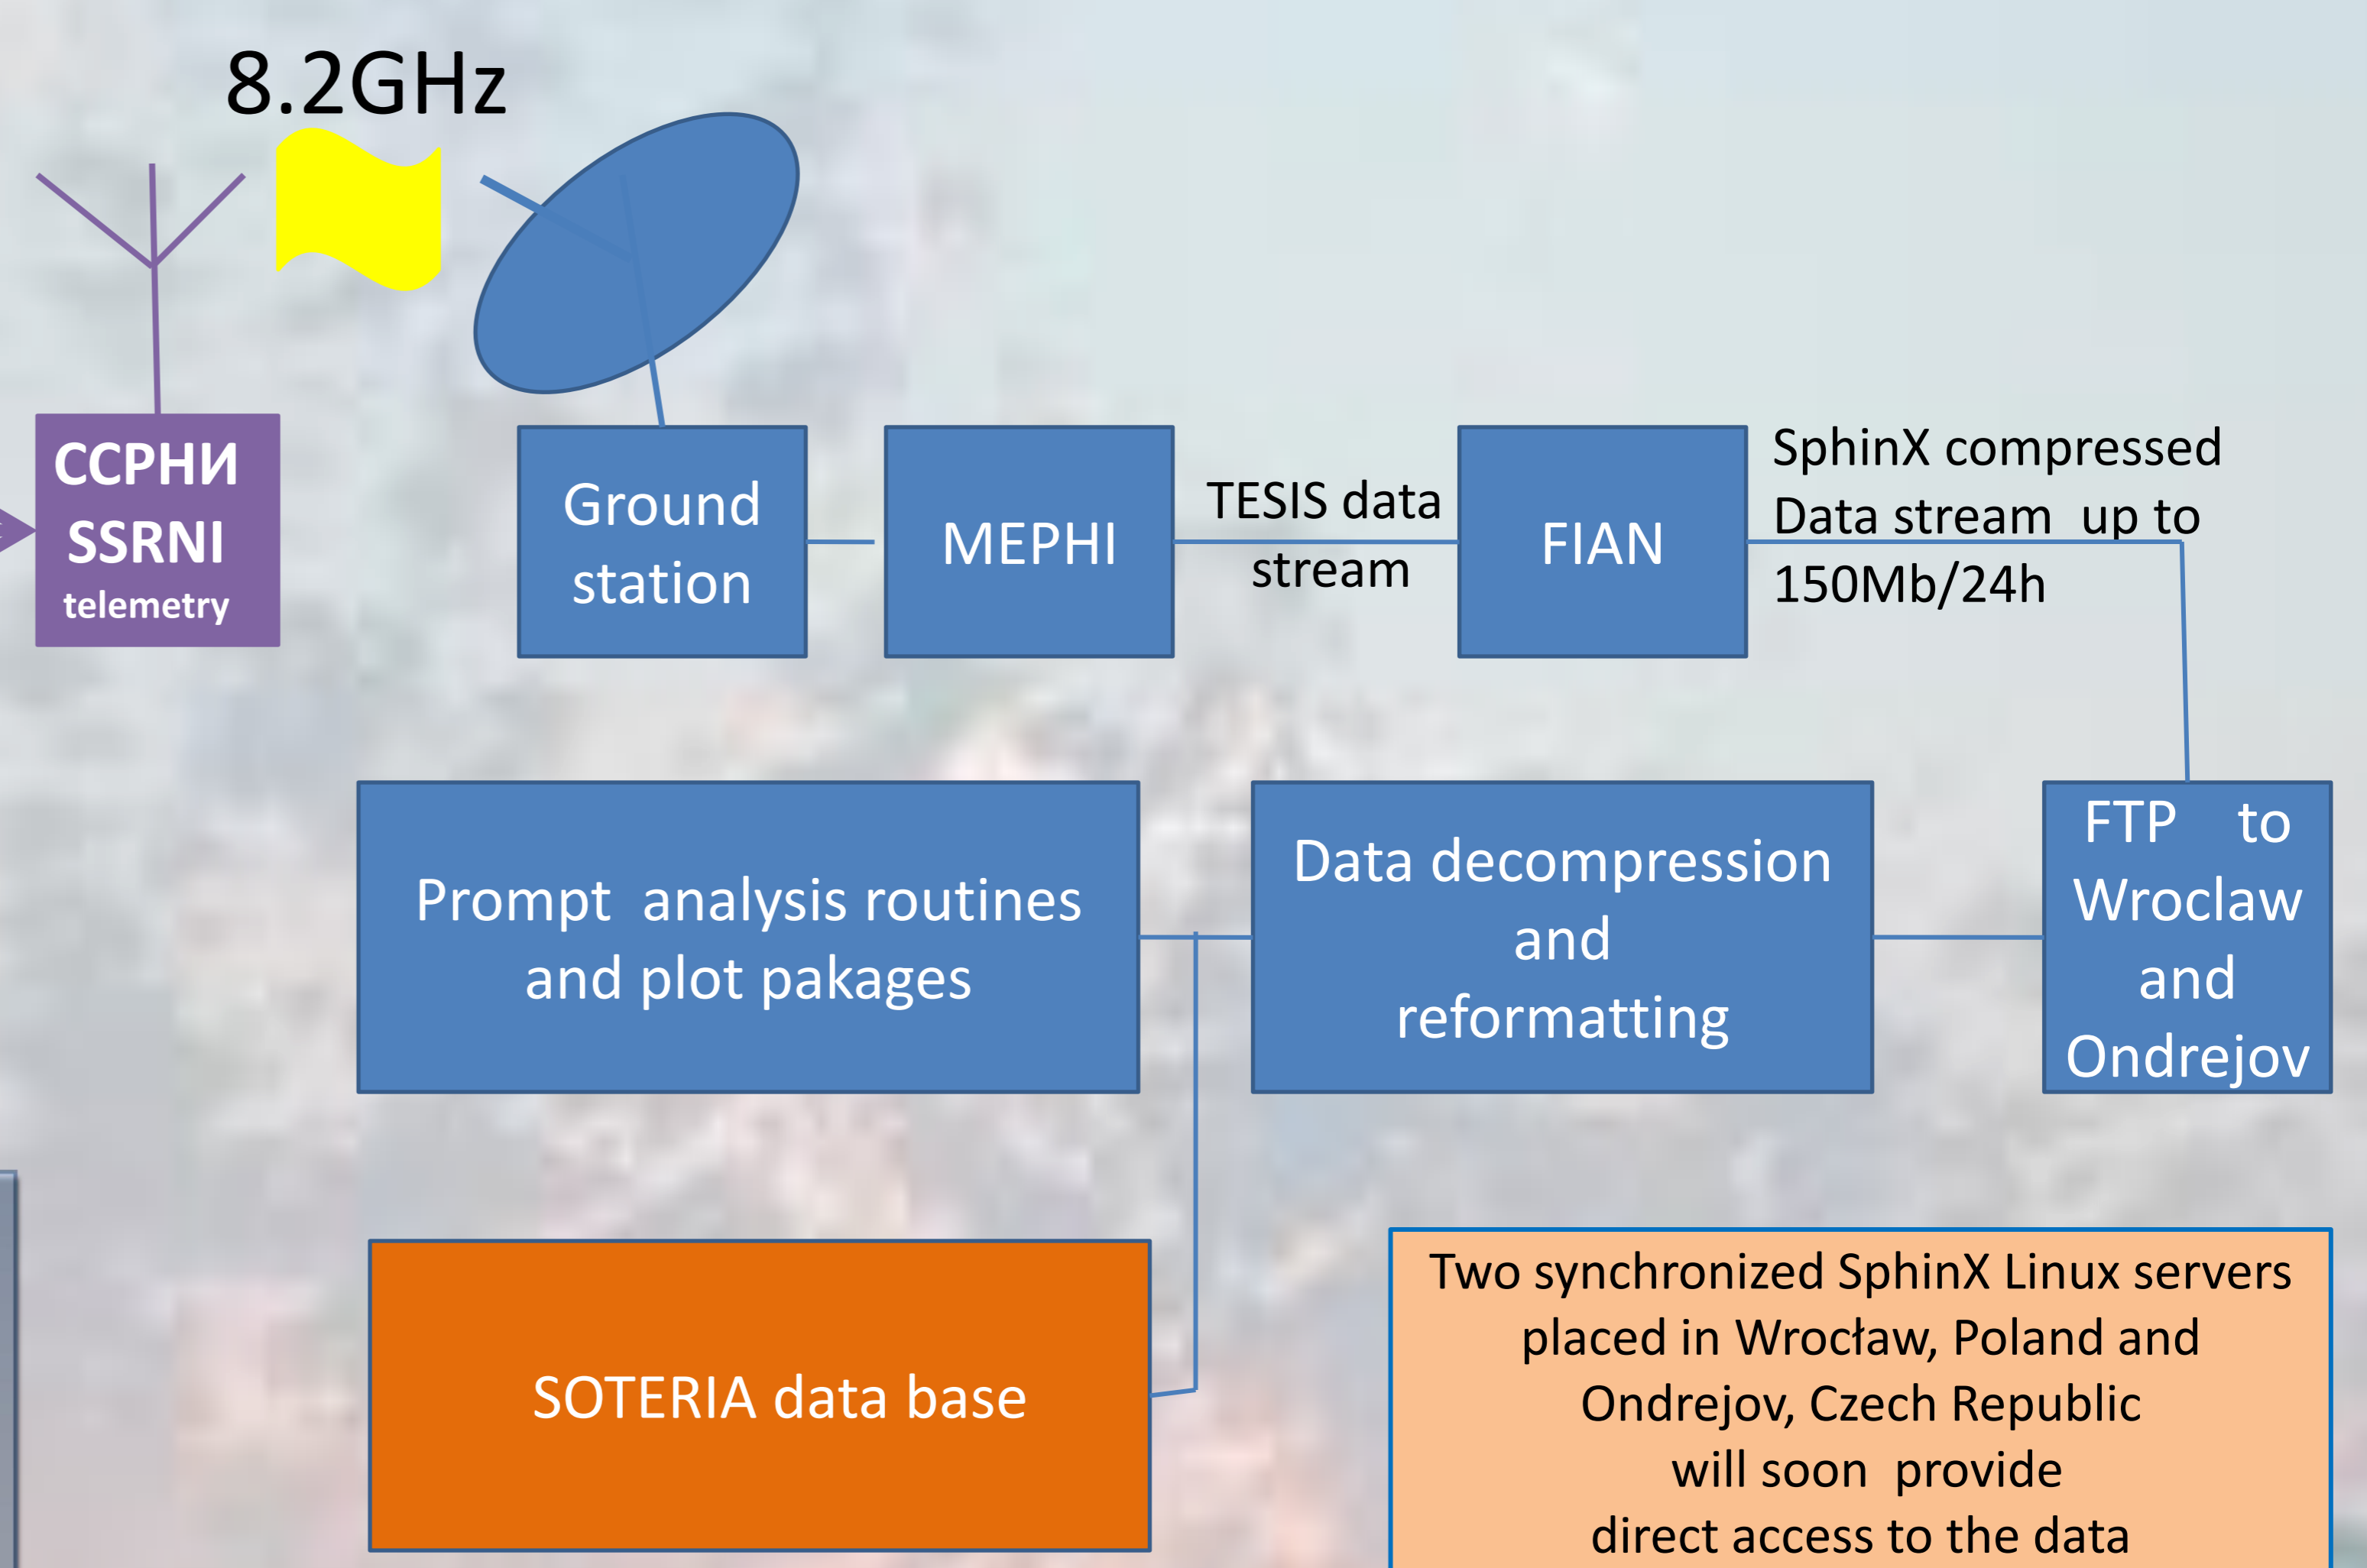 8.2GHz
ССРНИ
SSRNI
telemetry
Ground
station
MEPHI
TESIS data
stream
FIAN
SphinX compressed
Data stream up to
150Mb/24h
Prompt analysis routines
and plot pakages
Data decompression
and
reformatting
FTP to
Wroclaw
and
Ondrejov
SOTERIA data base
Two synchronized SphinX Linux servers
placed in Wrocław, Poland and
Ondrejov, Czech Republic
will soon provide
direct access to the data